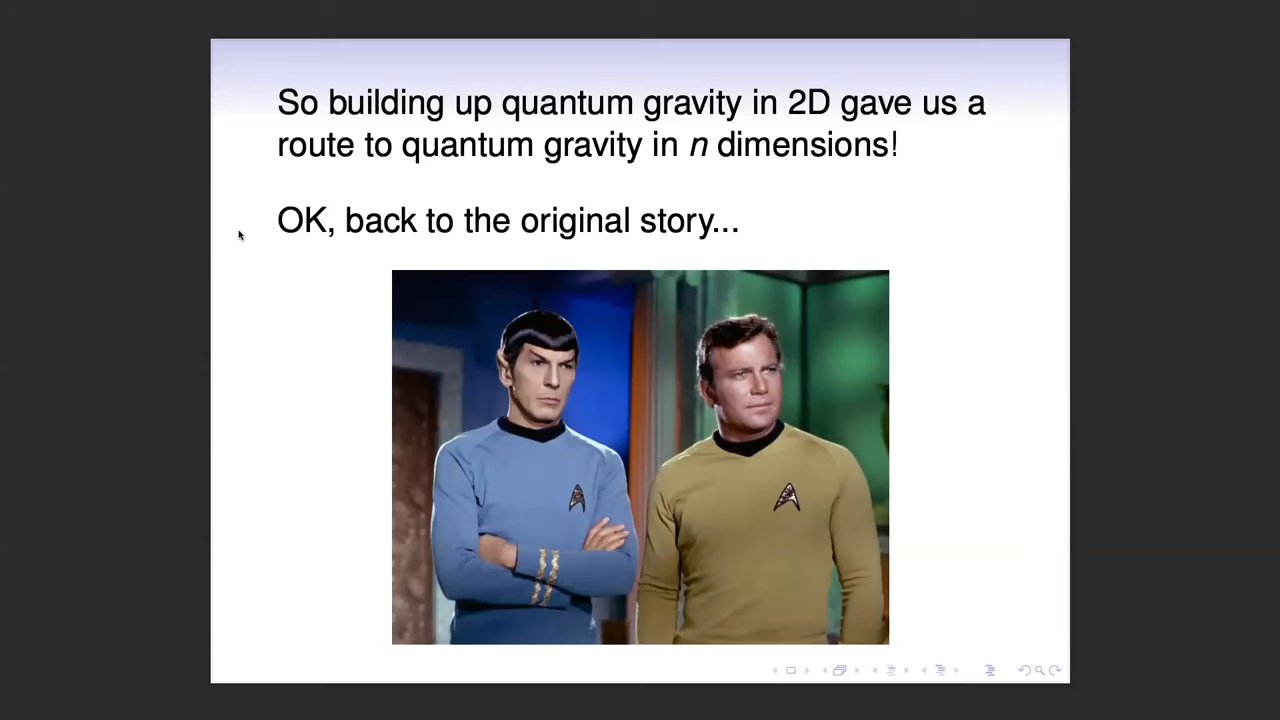 So building up quantum gravity in 2D gave us a
route to quantum gravity in n dimensions!
OK, back to the original story...